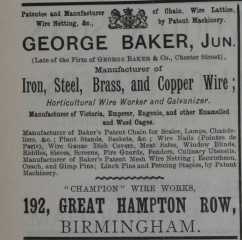 Patentee and Manufacturer of Chain, Wire Lattice,
Wire Netting, &c., by Patent Machinery.
GEORGE BAKER, JUN.
(Late of the Firm of GEORGE BAKER & Co., Chester Street),
Manufacturer of
Iron, Steel, Brass, and Copper Wire;
Horticultural Wire Worker and Galvanizer.
Manufacturer of Victoria, Emperor, Eugenie, and other Enamelled
and Wood Cages.
Manufacturer of Baker's Patent Chain for Scales, Lamps, Chande-
liers, &c.; Plant Stands, Baskets, &c.; Wire Nails (Pointes de
Paris), Wire Gauze Dish Covers, Meat Safes, Window Blinds,
Riddles, Sieves, Screens, Fire Guards, Fenders, Culinary Utensils.
Manufacturer of Baker's Patent Mesh Wire Netting; Escutcheon,
Coach, and Gimp Pins; Linch Pins and Fencing Staples, by Patent
Machinery.
"CHAMPION" WIRE WORKS,
192, GREAT HAMPTON ROW,
BIRMINGHAM.